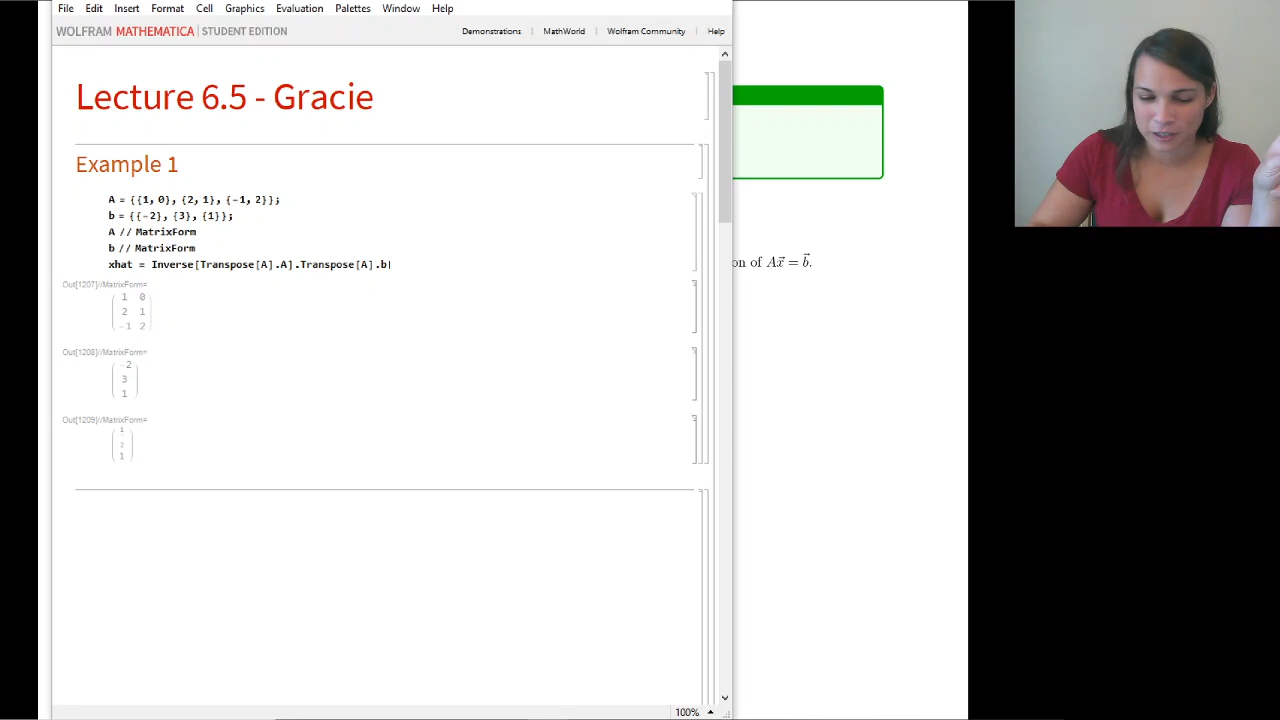 File Edit Insert Format Cell Graphics Evaluation Palettes Window Help
WOLFRAM MATHEMATICA | STUDENT EDITION Demonstrations MathWorld Wolfram Community Help
Lecture 6.5 - Gracie
Example 1
A = {{1, 0}, {2, 1}, {-1, 2}};
b = {{-2}, {3}, {1}};
A // MatrixForm
b // MatrixForm
xhat = Inverse[Transpose[A].A].Transpose[A].b
on of Ax⃗ = b⃗.
Out[1207]//MatrixForm=
1 0
2 1
-1 2
Out[1208]//MatrixForm=
-2
3
1
Out[1209]//MatrixForm=
1
2
1
100%